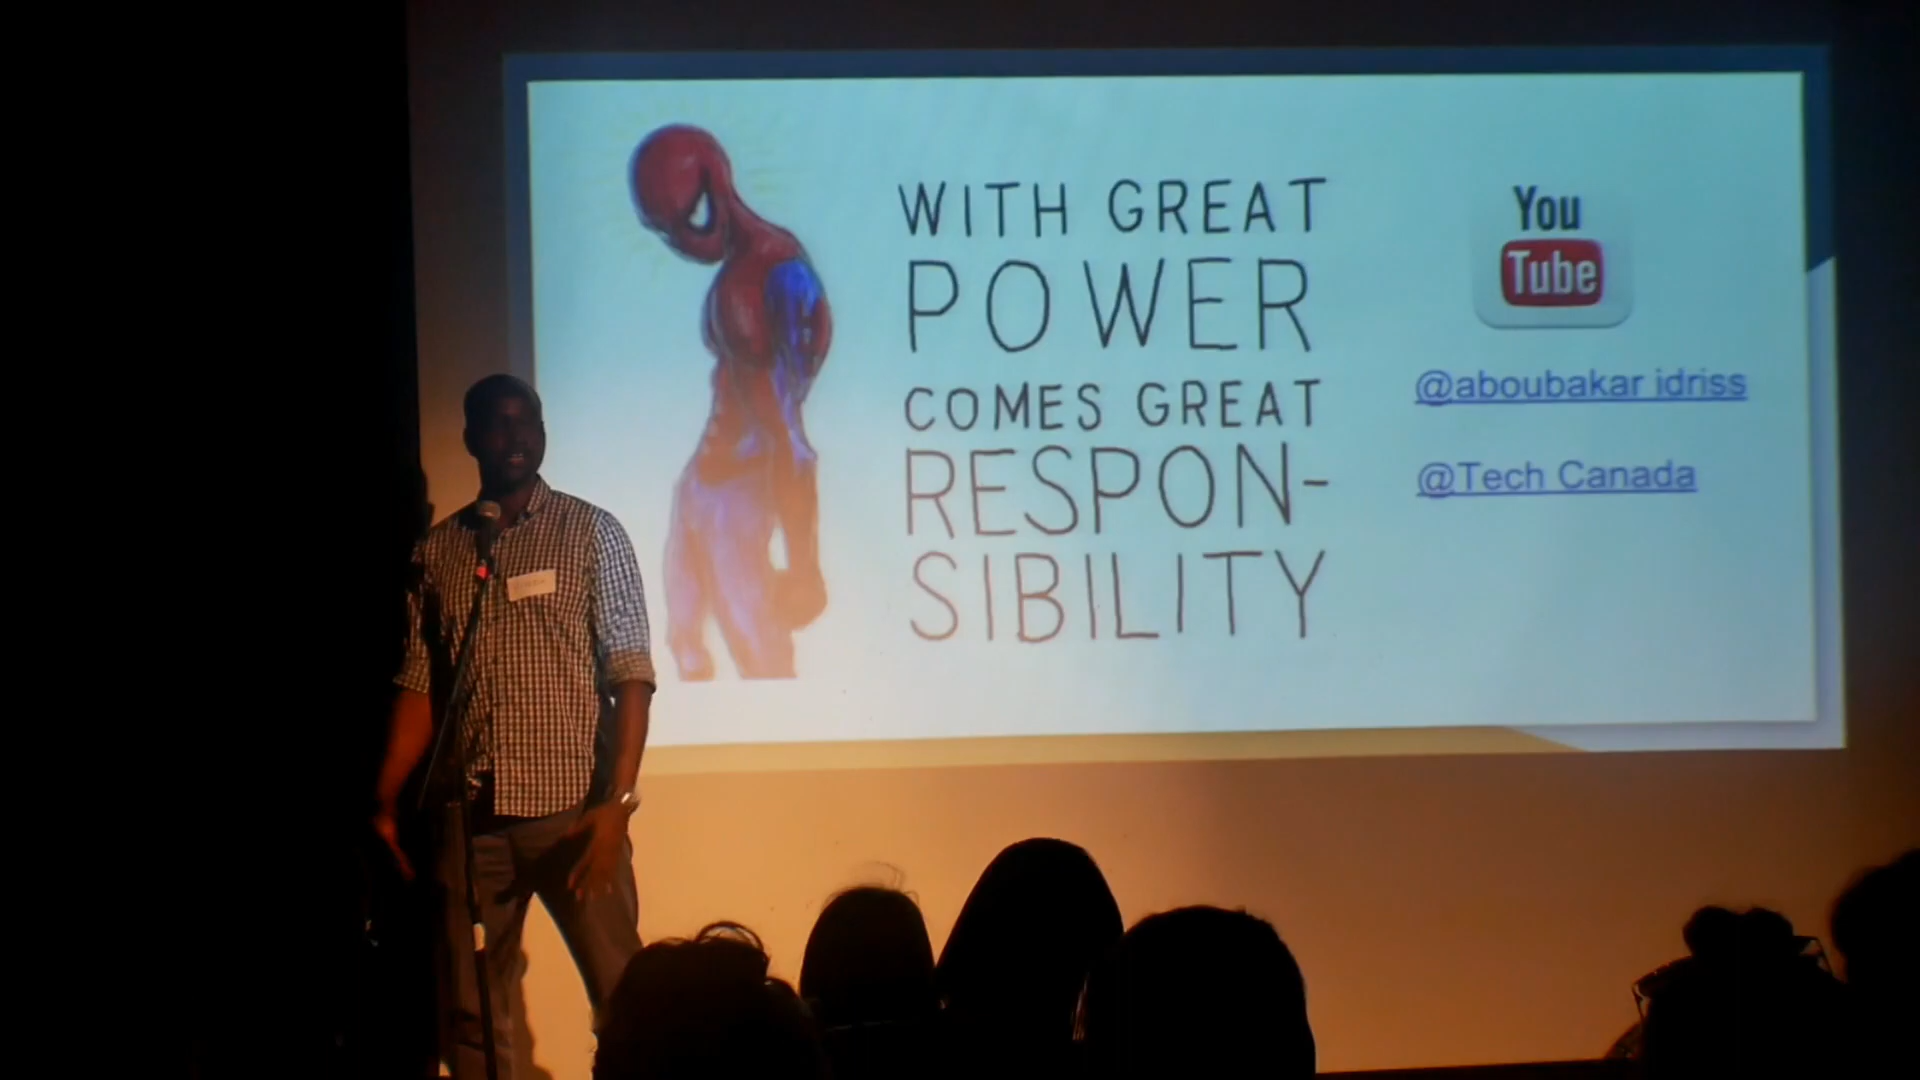 WITH GREAT
POWER
COMES GREAT
RESPON-
SIBILITY
You
Tube
@aboubakar idriss
@Tech Canada